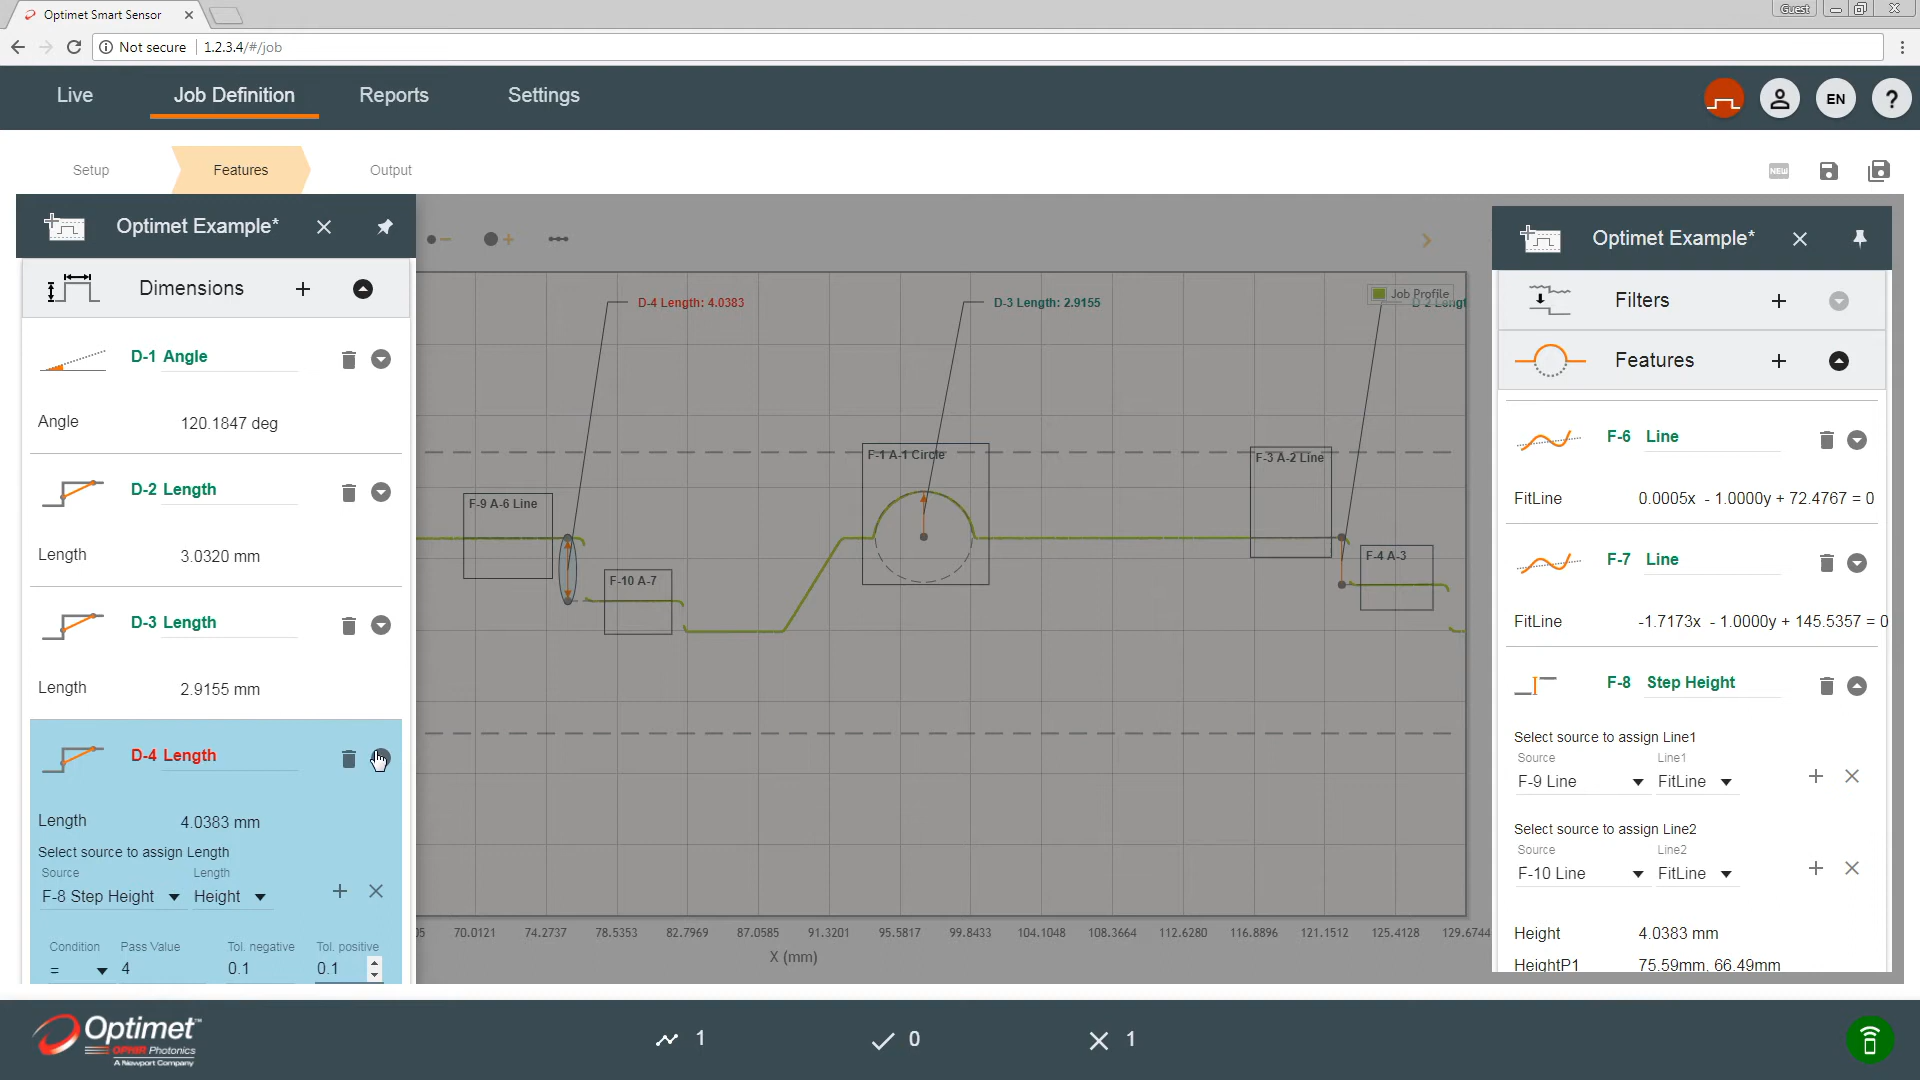 Optimet Smart Sensor
Guest
Not secure 1.2.3.4/#/job
Live
Job Definition
Reports
Settings
EN
?
Setup
Features
Output
NEW
Optimet Example*
Dimensions
D-1 Angle
Angle 120.1847 deg
D-2 Length
Length 3.0320 mm
D-3 Length
Length 2.9155 mm
D-4 Length
Length 4.0383 mm
Select source to assign Length
Source Length
F-8 Step Height Height
Condition Pass Value Tol. negative Tol. positive
= 4 0.1 0.1
D-4 Length: 4.0383
D-3 Length: 2.9155
Job Profile
F-9 A-6 Line
F-10 A-7
F-1 A-1 Circle
F-3 A-2 Line
F-4 A-3
70.0121 74.2737 78.5353 82.7969 87.0585 91.3201 95.5817 99.8433 104.1048 108.3664 112.6280 116.8896 121.1512 125.4128 129.6744
X (mm)
Optimet Example*
Filters
Features
F-6 Line
FitLine 0.0005x - 1.0000y + 72.4767 = 0
F-7 Line
FitLine -1.7173x - 1.0000y + 145.5357 = 0
F-8 Step Height
Select source to assign Line1
Source Line1
F-9 Line FitLine
Select source to assign Line2
Source Line2
F-10 Line FitLine
Height 4.0383 mm
HeightP1 75.59mm, 66.49mm
Optimet
OPHIR Photonics
A Newport Company
1
0
1